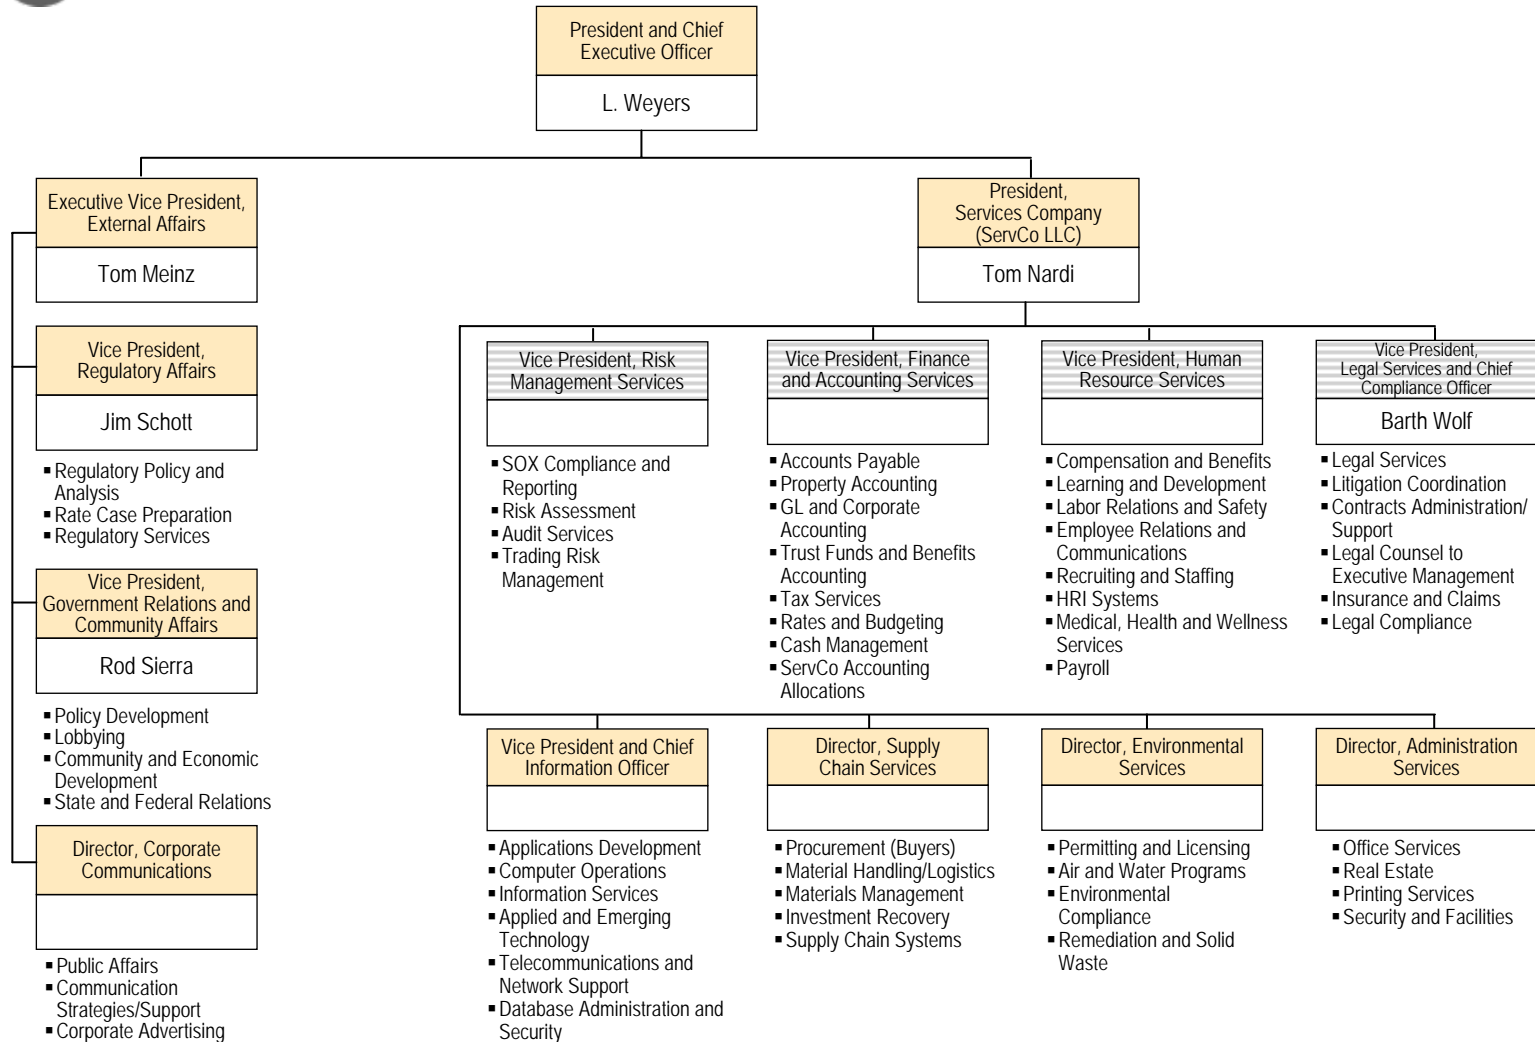 President and Chief
Executive Officer
L. Weyers
Executive Vice President,
External Affairs
Tom Meinz
Vice President,
Regulatory Affairs
Jim Schott
▪ Regulatory Policy and
Analysis
▪ Rate Case Preparation
▪ Regulatory Services
Vice President,
Government Relations and
Community Affairs
Rod Sierra
▪ Policy Development
▪ Lobbying
▪ Community and Economic
Development
▪ State and Federal Relations
Director, Corporate
Communications
▪ Public Affairs
▪ Communication
Strategies/Support
▪ Corporate Advertising
President,
Services Company
(ServCo LLC)
Tom Nardi
Vice President, Risk
Management Services
▪ SOX Compliance and
Reporting
▪ Risk Assessment
▪ Audit Services
▪ Trading Risk
Management
Vice President, Finance
and Accounting Services
▪ Accounts Payable
▪ Property Accounting
▪ GL and Corporate
Accounting
▪ Trust Funds and Benefits
Accounting
▪ Tax Services
▪ Rates and Budgeting
▪ Cash Management
▪ ServCo Accounting
Allocations
Vice President, Human
Resource Services
▪ Compensation and Benefits
▪ Learning and Development
▪ Labor Relations and Safety
▪ Employee Relations and
Communications
▪ Recruiting and Staffing
▪ HRI Systems
▪ Medical, Health and Wellness
Services
▪ Payroll
Vice President,
Legal Services and Chief
Compliance Officer
Barth Wolf
▪ Legal Services
▪ Litigation Coordination
▪ Contracts Administration/
Support
▪ Legal Counsel to
Executive Management
▪ Insurance and Claims
▪ Legal Compliance
Vice President and Chief
Information Officer
▪ Applications Development
▪ Computer Operations
▪ Information Services
▪ Applied and Emerging
Technology
▪ Telecommunications and
Network Support
▪ Database Administration and
Security
Director, Supply
Chain Services
▪ Procurement (Buyers)
▪ Material Handling/Logistics
▪ Materials Management
▪ Investment Recovery
▪ Supply Chain Systems
Director, Environmental
Services
▪ Permitting and Licensing
▪ Air and Water Programs
▪ Environmental
Compliance
▪ Remediation and Solid
Waste
Director, Administration
Services
▪ Office Services
▪ Real Estate
▪ Printing Services
▪ Security and Facilities